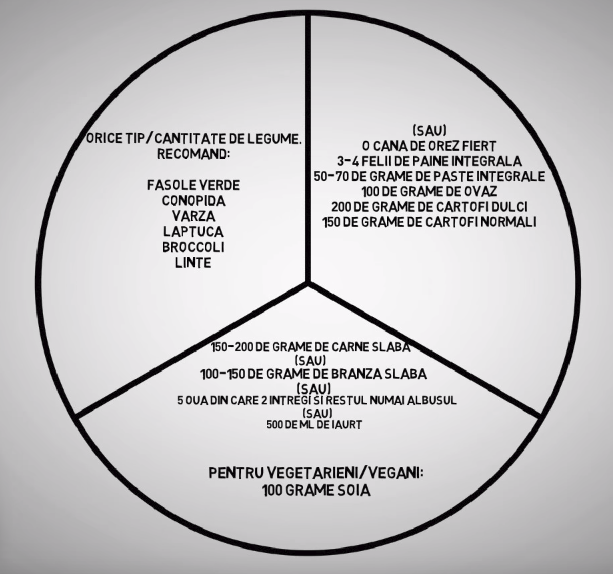 ORICE TIP/CANTITATE DE LEGUME.
RECOMAND:
FASOLE VERDE
CONOPIDA
VARZA
LAPTUCA
BROCCOLI
LINTE
(SAU)
O CANA DE OREZ FIERT
3-4 FELII DE PAINE INTEGRALA
50-70 DE GRAME DE PASTE INTEGRALE
100 DE GRAME DE OVAZ
200 DE GRAME DE CARTOFI DULCI
150 DE GRAME DE CARTOFI NORMALI
150-200 DE GRAME DE CARNE SLABA
(SAU)
100-150 DE GRAME DE BRANZA SLABA
(SAU)
5 OUA DIN CARE 2 INTREGI SI RESTUL NUMAI ALBUSUL
(SAU)
500 DE ML DE IAURT
PENTRU VEGETARIENI/VEGANI:
100 GRAME SOIA